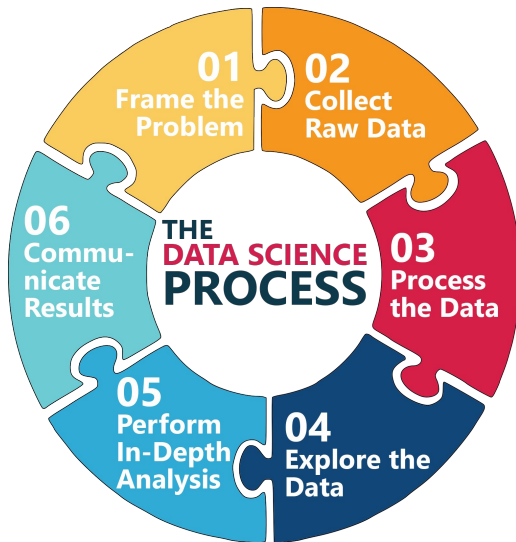 01
Frame the
Problem
02
Collect
Raw Data
03
Process
the Data
04
Explore the
Data
05
Perform
In-Depth
Analysis
06
Commu-
nicate
Results
THE
DATA SCIENCE
PROCESS